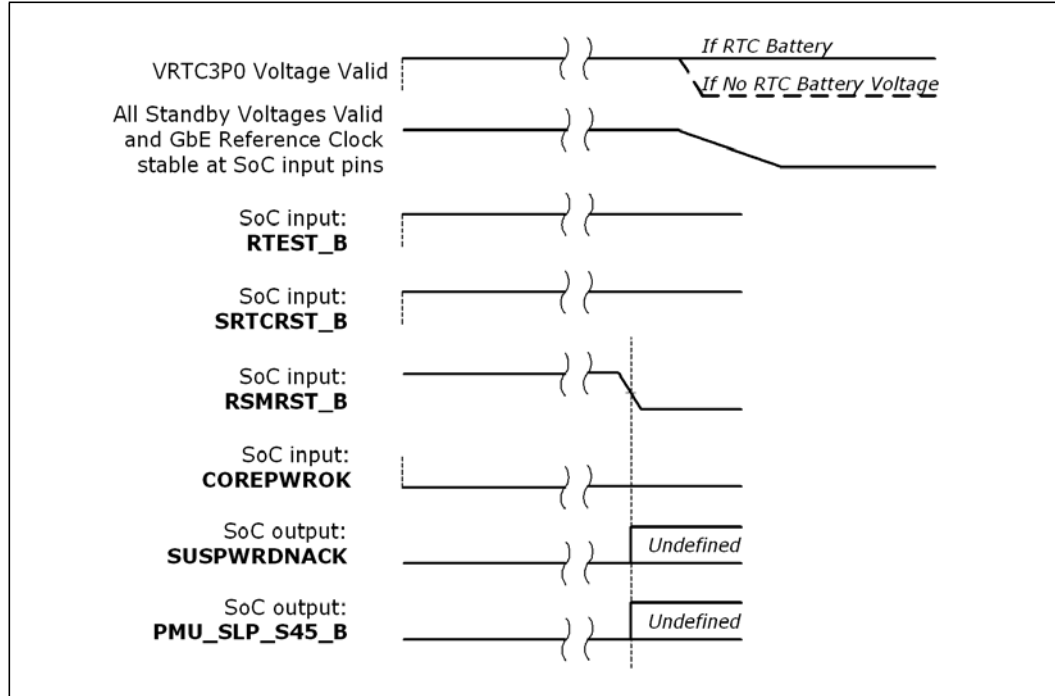 If RTC Battery
VRTC3P0 Voltage Valid
If No RTC Battery Voltage
All Standby Voltages Valid
and GbE Reference Clock
stable at SoC input pins
SoC input:
RTEST_B
SoC input:
SRTCRST_B
SoC input:
RSMRST_B
SoC input:
COREPWROK
SoC output:
SUSPWRDNACK
Undefined
SoC output:
PMU_SLP_S45_B
Undefined